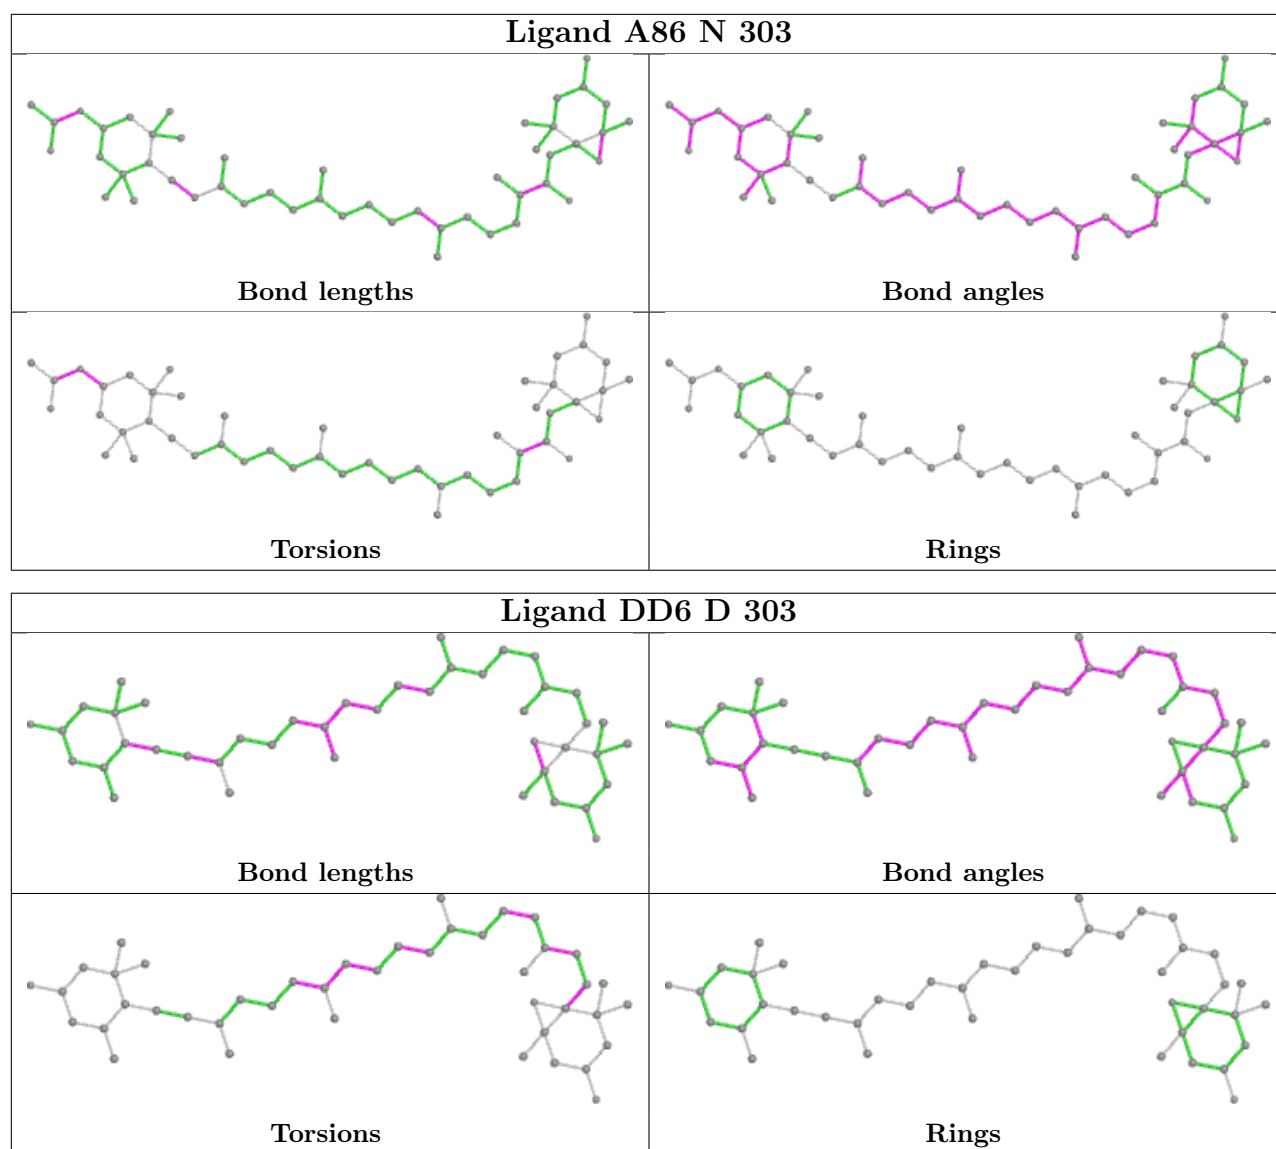 Ligand A86 N 303
Bond lengths
Bond angles
Torsions
Rings
Ligand DD6 D 303
Bond lengths
Bond angles
Torsions
Rings